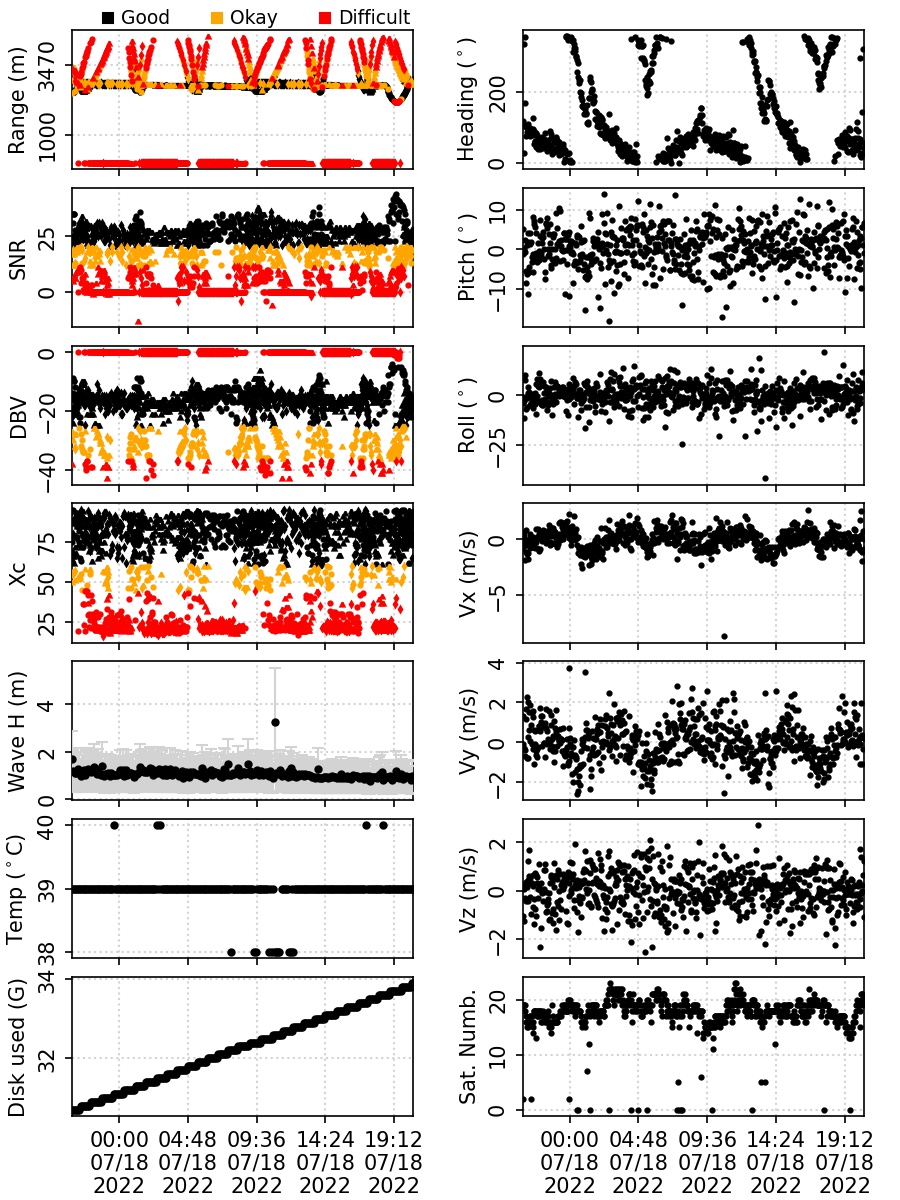 Good Okay Difficult
Range (m)
3470
1000
Heading (°)
200
0
SNR
25
0
Pitch (°)
10
0
−10
DBV
0
−20
−40
Roll (°)
0
−25
Xc
75
50
25
Vx (m/s)
0
−5
Wave H (m)
4
2
0
Vy (m/s)
4
2
0
−2
Temp (°C)
40
39
38
Vz (m/s)
2
0
−2
Disk used (G)
34
32
Sat. Numb.
20
10
0
00:00 04:48 09:36 14:24 19:12
07/18 07/18 07/18 07/18 07/18
2022 2022 2022 2022 2022
00:00 04:48 09:36 14:24 19:12
07/18 07/18 07/18 07/18 07/18
2022 2022 2022 2022 2022